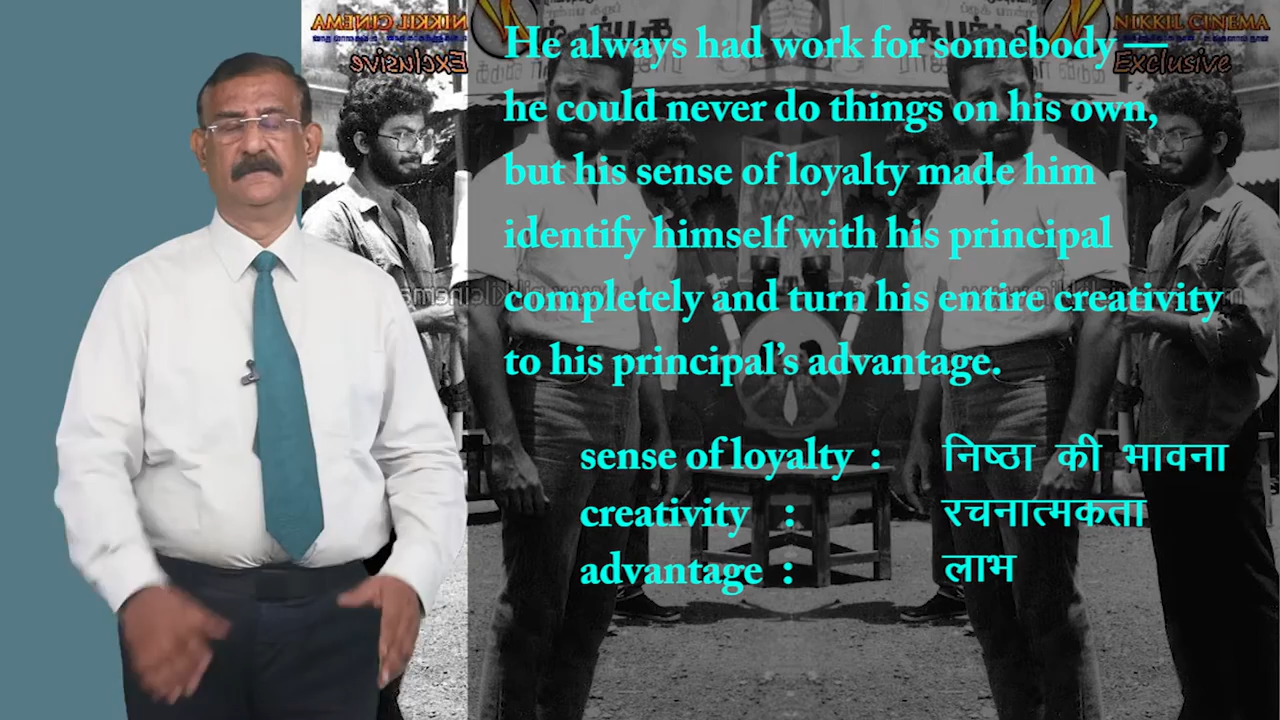 NIKKIL CINEMA
NIKKIL CINEMA
Exclusive
Exclusive
He always had work for somebody —
he could never do things on his own,
but his sense of loyalty made him
identify himself with his principal
completely and turn his entire creativity
to his principal’s advantage.
sense of loyalty : निष्ठा की भावना
creativity : रचनात्मकता
advantage : लाभ